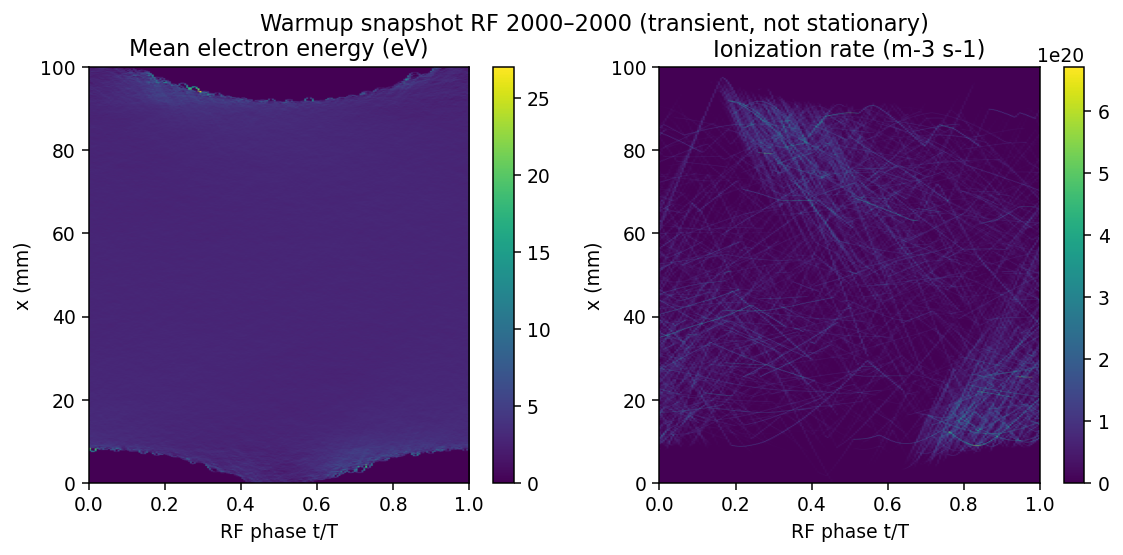 Warmup snapshot RF 2000–2000 (transient, not stationary)
Mean electron energy (eV)
100
80
60
40
20
0
x (mm)
0.0 0.2 0.4 0.6 0.8 1.0
RF phase t/T
25
20
15
10
5
0
Ionization rate (m-3 s-1)
1e20
100
80
60
40
20
0
x (mm)
0.0 0.2 0.4 0.6 0.8 1.0
RF phase t/T
6
5
4
3
2
1
0